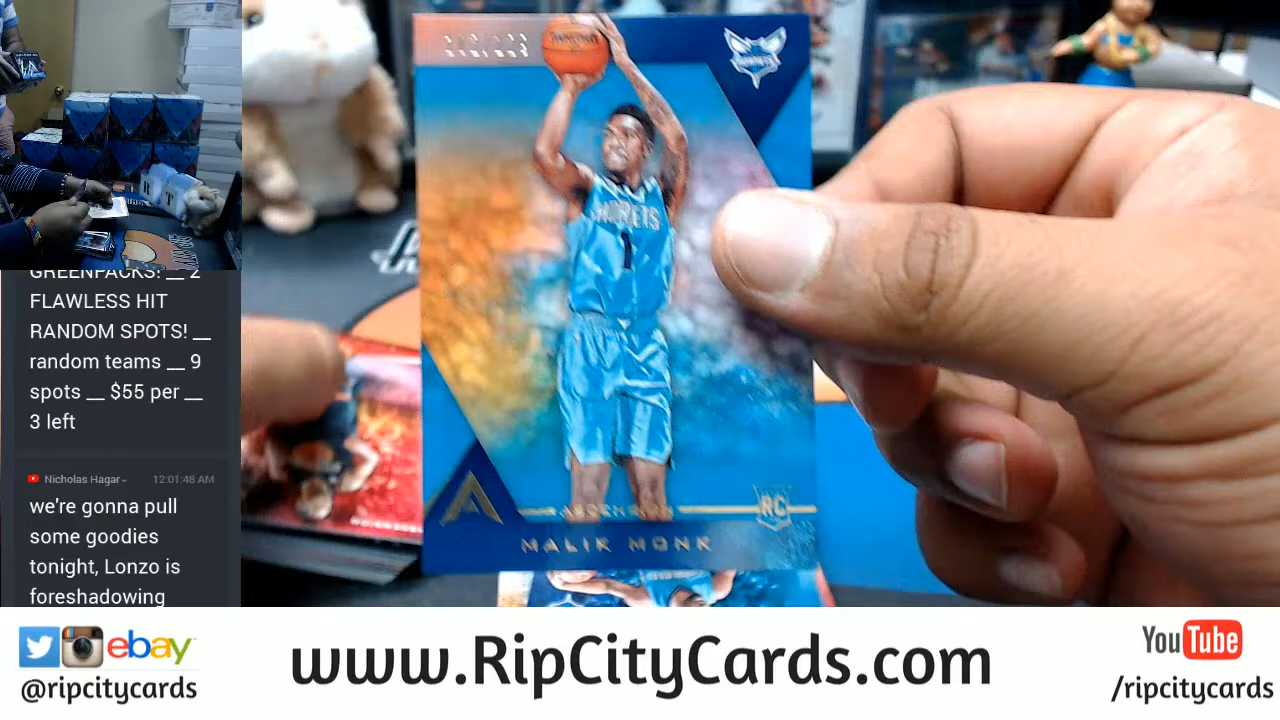 GREENPACKS! __ 2
FLAWLESS HIT
RANDOM SPOTS! __
random teams __ 9
spots __ $55 per __
3 left
Nicholas Hagar
12:01:48 AM
we're gonna pull
some goodies
tonight, Lonzo is
foreshadowing
HORNETS
1
RC
MALIK MONK
ebay
@ripcitycards
www.RipCityCards.com
YouTube
/ripcitycards